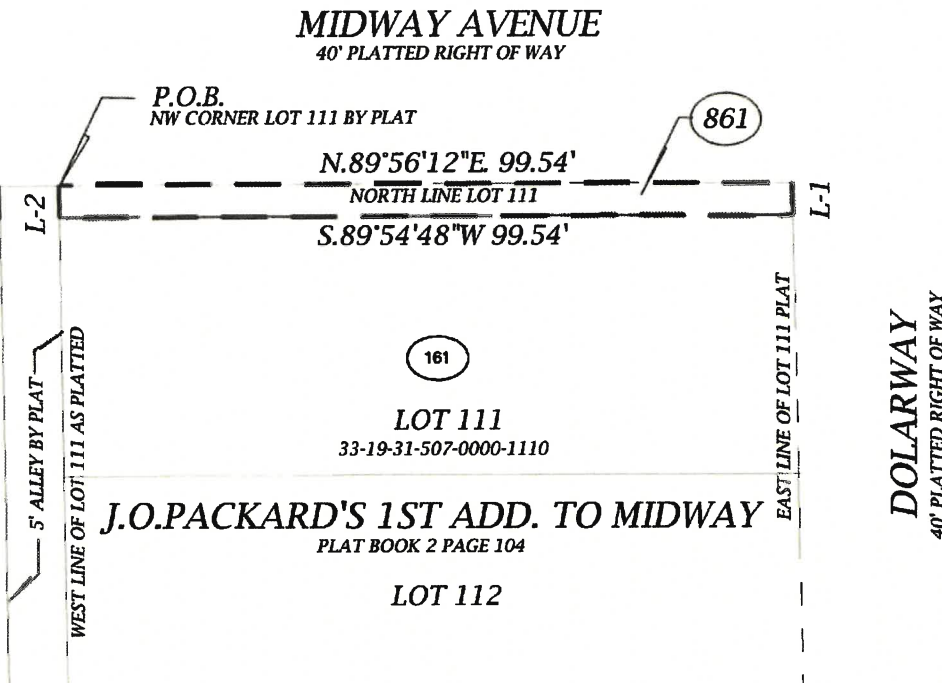 MIDWAY AVENUE
40' PLATTED RIGHT OF WAY
P.O.B.
NW CORNER LOT 111 BY PLAT
861
N.89°56'12"E. 99.54'
NORTH LINE LOT 111
L-2
L-1
S.89°54'48"W 99.54'
161
LOT 111
33-19-31-507-0000-1110
5' ALLEY BY PLAT
WEST LINE OF LOT 111 AS PLATTED
EAST LINE OF LOT 111 PLAT
DOLARWAY
40' PLATTED RIGHT OF WAY
J.O.PACKARD'S 1ST ADD. TO MIDWAY
PLAT BOOK 2 PAGE 104
LOT 112